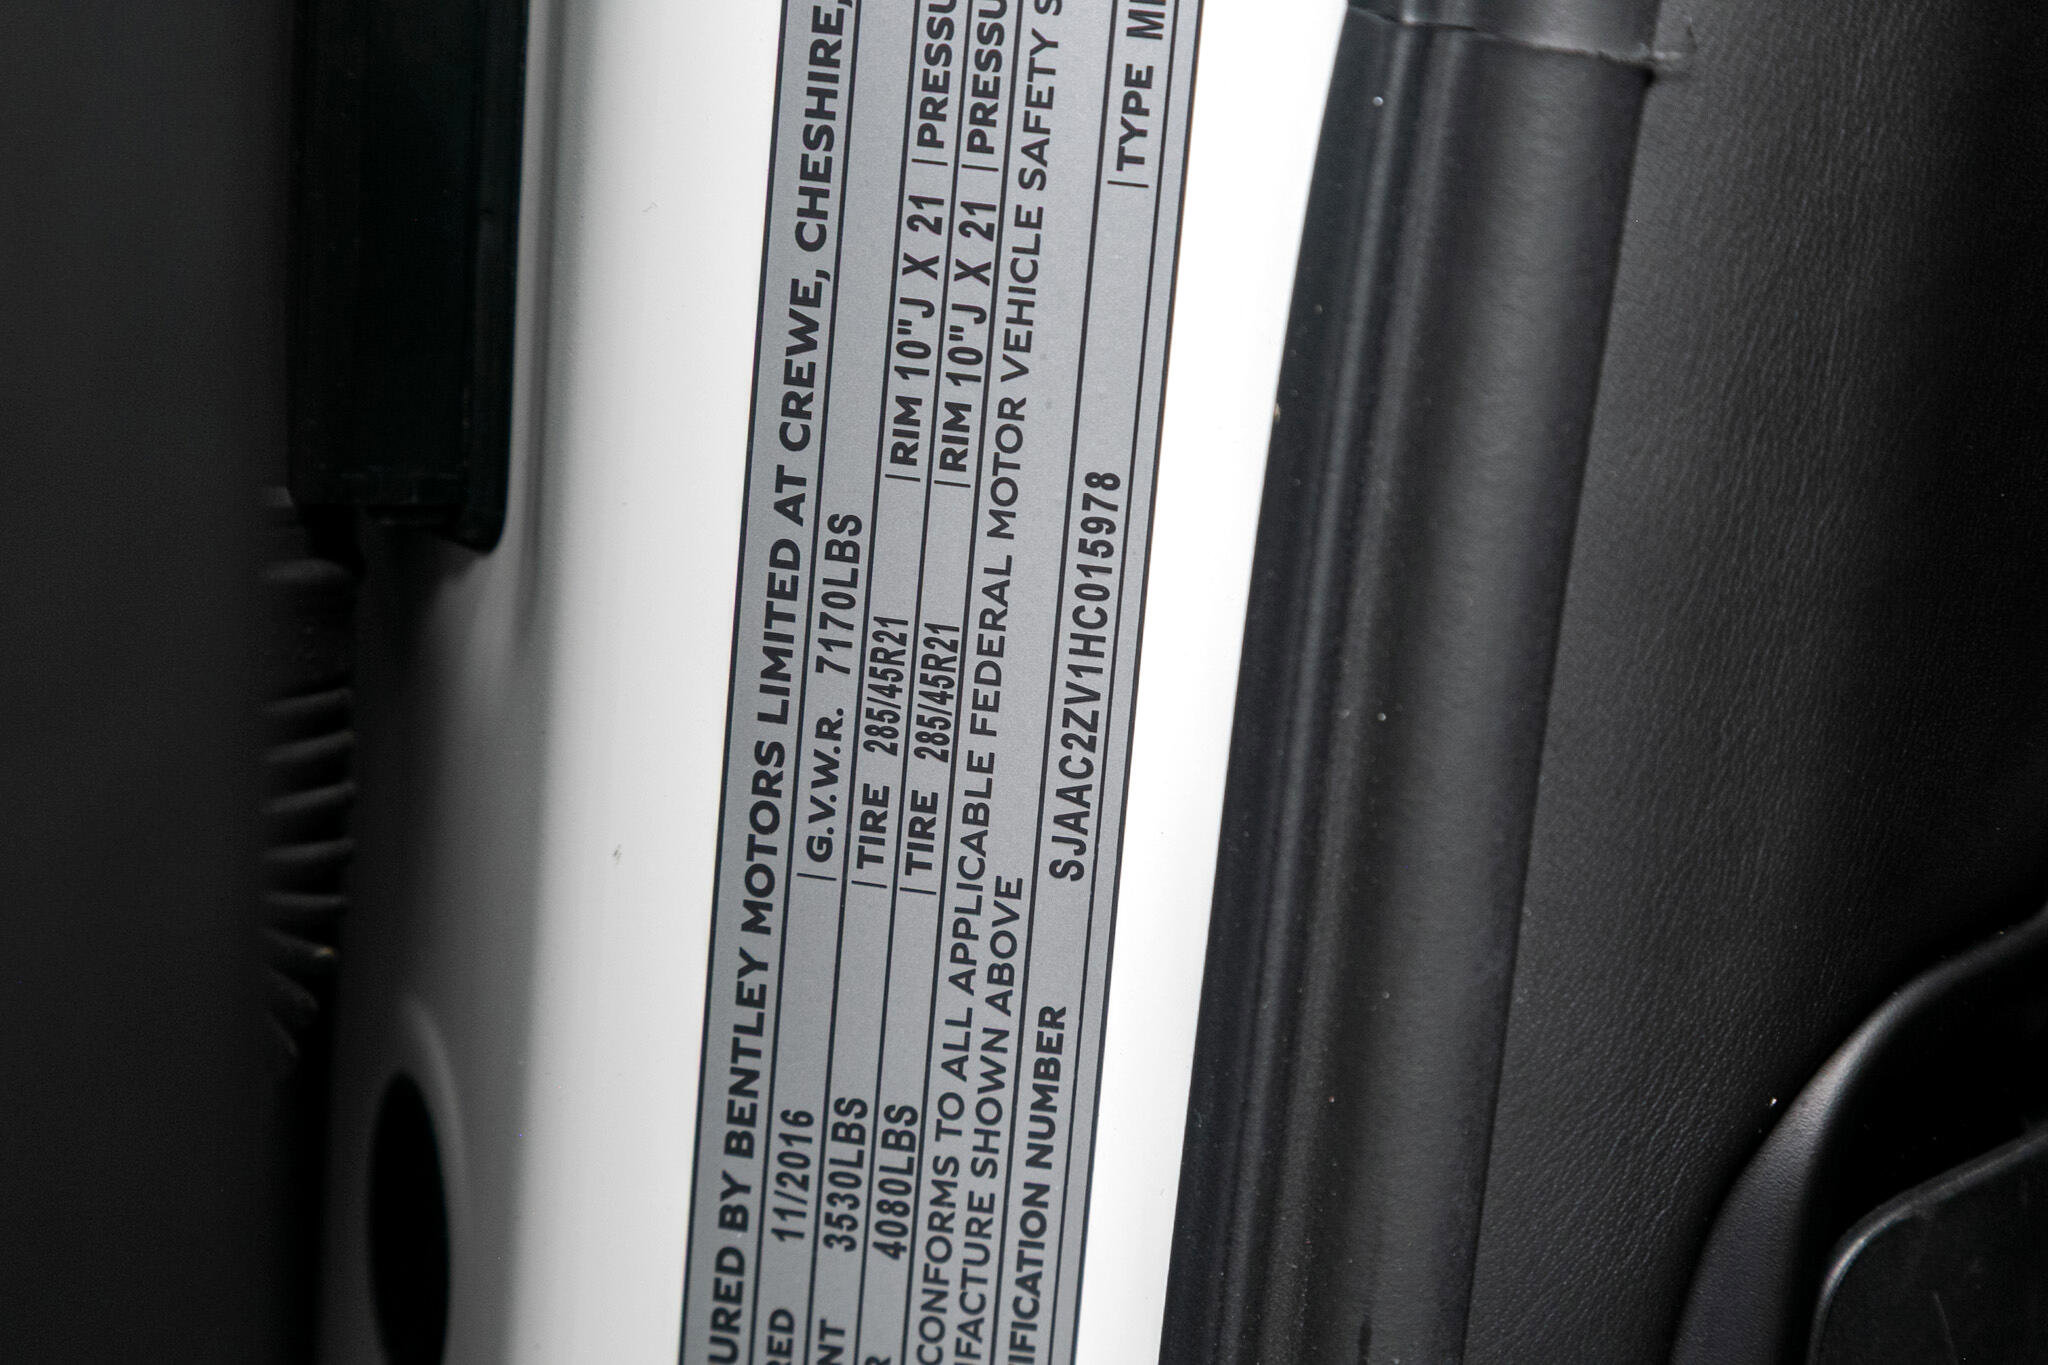 URED BY BENTLEY MOTORS LIMITED AT CREWE, CHESHIRE,
RED 11/2016 | G.V.W.R. 7170LBS
NT 3530LBS | TIRE 285/45R21 | RIM 10"J X 21 | PRESSU
R 4080LBS | TIRE 285/45R21 | RIM 10"J X 21 | PRESSU
CONFORMS TO ALL APPLICABLE FEDERAL MOTOR VEHICLE SAFETY S
IFACTURE SHOWN ABOVE
IFICATION NUMBER SJAAC2ZV1HC015978 | TYPE